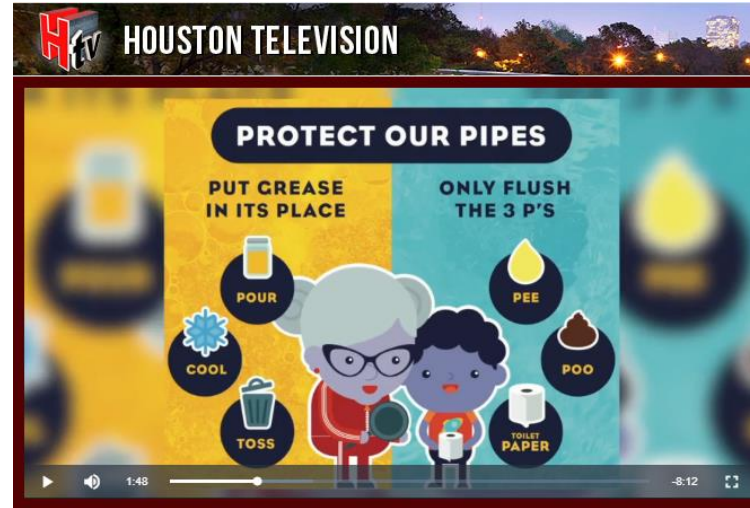 Htv
HOUSTON TELEVISION
PROTECT OUR PIPES
PUT GREASE
IN ITS PLACE
POUR
COOL
TOSS
ONLY FLUSH
THE 3 P'S
PEE
POO
TOILET
PAPER
1:48
-8:12